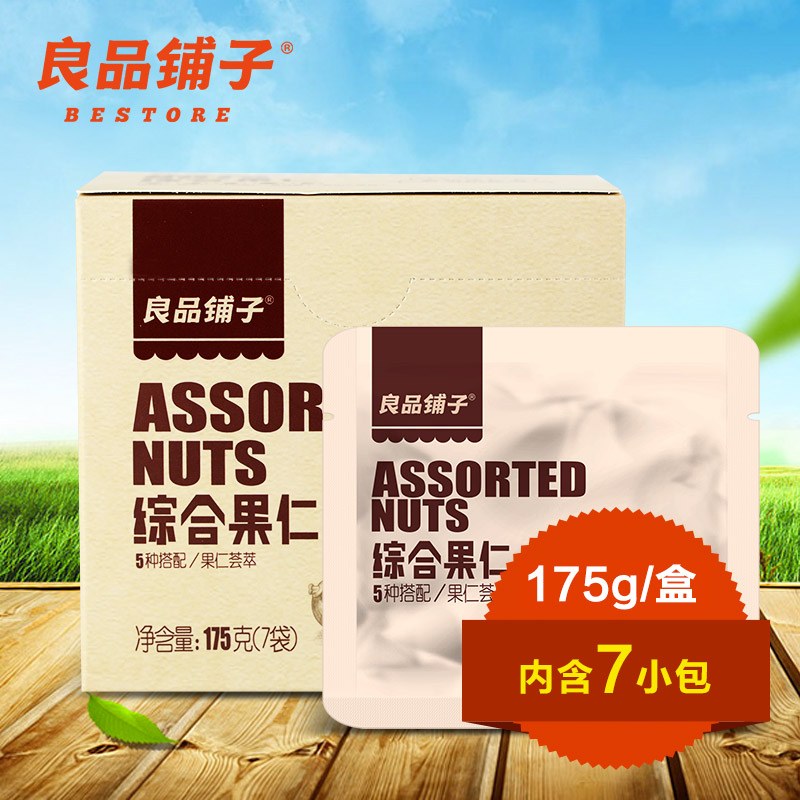 良品铺子®
BESTORE
良品铺子®
ASSOR
NUTS
综合果仁
5种搭配/果仁荟萃
净含量:175克(7袋)
良品铺子®
ASSORTED
NUTS
综合果仁
5种搭配/果仁荟
175g/盒
内含7小包